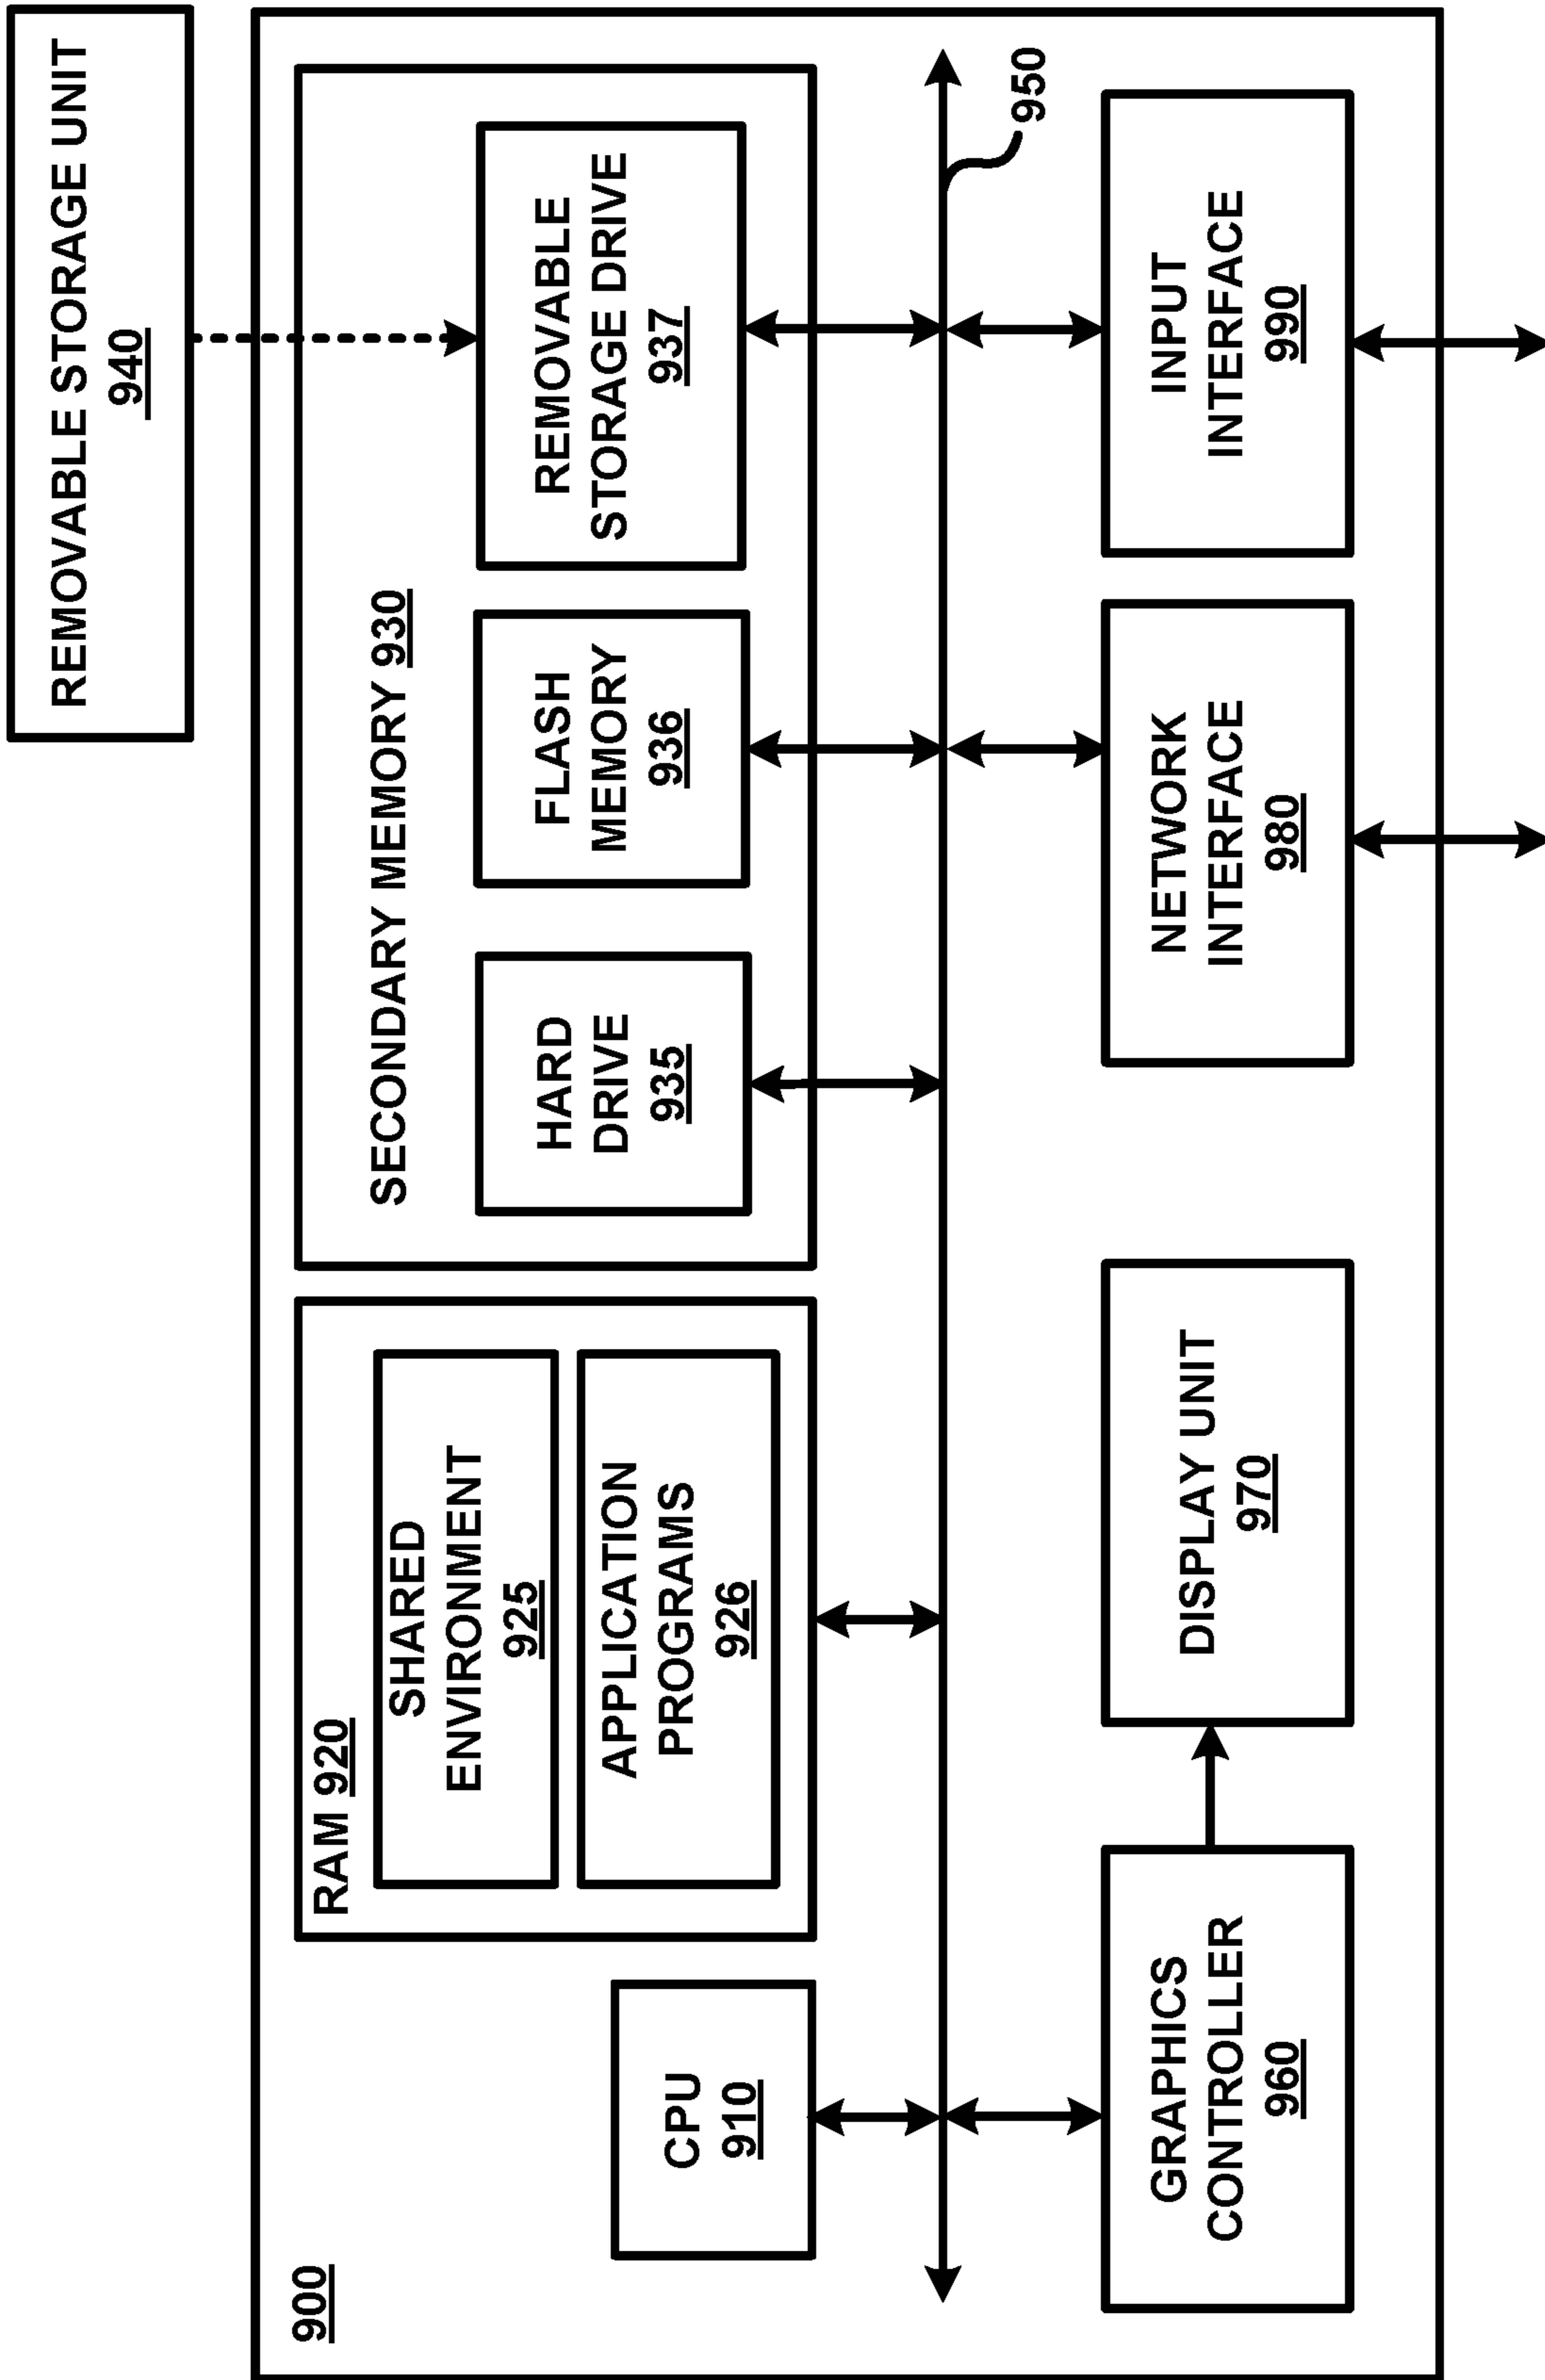 REMOVABLE STORAGE UNIT
940
900
RAM 920
SHARED
ENVIRONMENT
925
APPLICATION
PROGRAMS
926
SECONDARY MEMORY 930
HARD
DRIVE
935
FLASH
MEMORY
936
REMOVABLE
STORAGE DRIVE
937
CPU
910
950
GRAPHICS
CONTROLLER
960
DISPLAY UNIT
970
NETWORK
INTERFACE
980
INPUT
INTERFACE
990